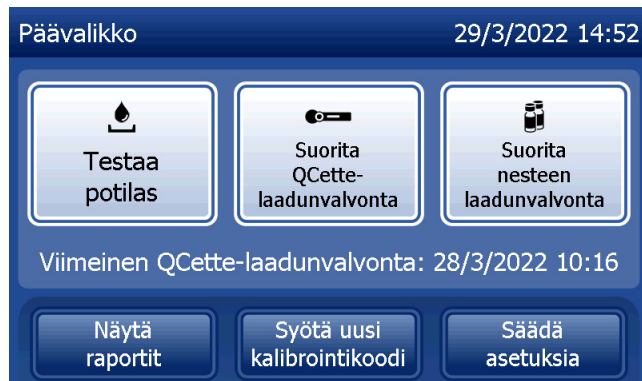 Päävalikko 29/3/2022 14:52
Testaa
potilas
Suorita
QCette-
laadunvalvonta
Suorita
nesteen
laadunvalvonta
Viimeinen QCette-laadunvalvonta: 28/3/2022 10:16
Näytä
raportit
Syötä uusi
kalibrointikoodi
Säädä
asetuksia